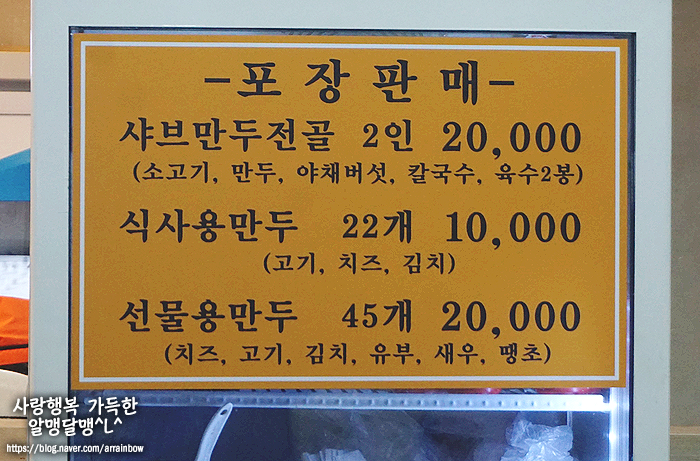 -포장판매-
샤브만두전골 2인 20,000
(소고기, 만두, 야채버섯, 칼국수, 육수2봉)
식사용만두 22개 10,000
(고기, 치즈, 김치)
선물용만두 45개 20,000
(치즈, 고기, 김치, 유부, 새우, 땡초)
사랑행복 가득한
알맹달맹^L^
https://blog.naver.com/arrainbow